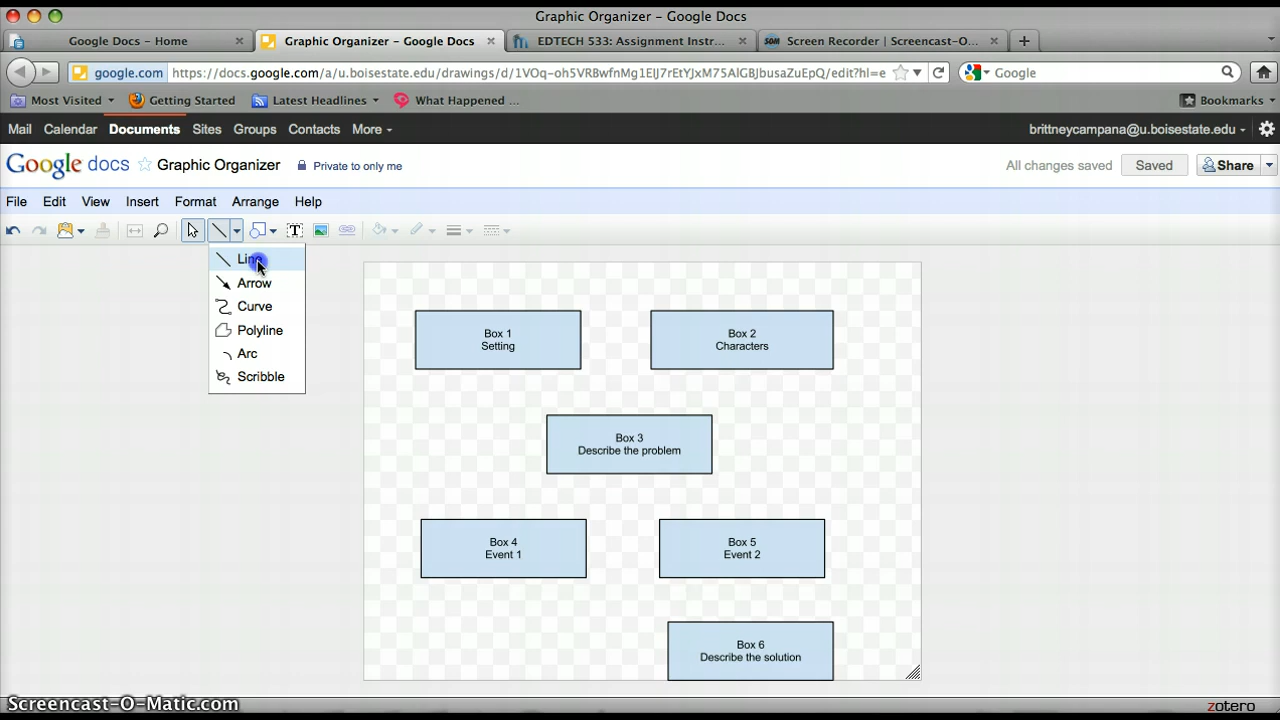 Graphic Organizer – Google Docs
Google Docs – Home
Graphic Organizer – Google Docs
EDTECH 533: Assignment Instr...
Screen Recorder | Screencast-O...
google.com https://docs.google.com/a/u.boisestate.edu/drawings/d/1VOq-oh5VRBwfnMg1EIJ7rEtYJxM75AlGBJbusaZuEpQ/edit?hl=e
Google
Most Visited
Getting Started
Latest Headlines
What Happened ...
Bookmarks
Mail Calendar Documents Sites Groups Contacts More
brittneycampana@u.boisestate.edu
Google docs
Graphic Organizer
Private to only me
All changes saved
Saved
Share
File Edit View Insert Format Arrange Help
T
Line
Arrow
Curve
Polyline
Arc
Scribble
Box 1
Setting
Box 2
Characters
Box 3
Describe the problem
Box 4
Event 1
Box 5
Event 2
Box 6
Describe the solution
Screencast-O-Matic.com
zotero